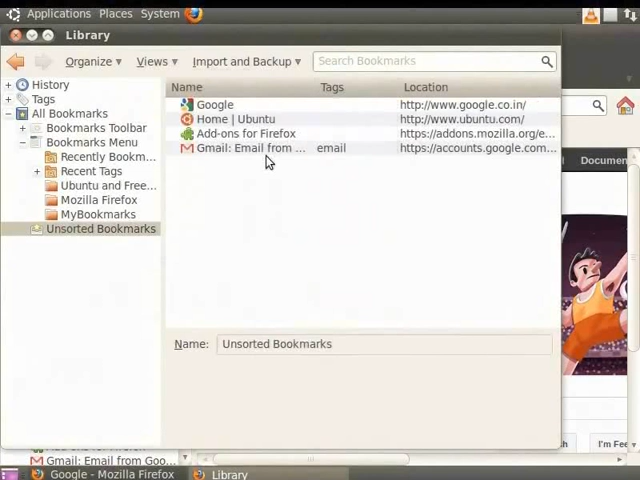 Applications Places System
Library
Organize Views Import and Backup Search Bookmarks
Name Tags Location
History
Tags
All Bookmarks
Bookmarks Toolbar
Bookmarks Menu
Recently Bookm...
Recent Tags
Ubuntu and Free...
Mozilla Firefox
MyBookmarks
Unsorted Bookmarks
Google http://www.google.co.in/
Home | Ubuntu http://www.ubuntu.com/
Add-ons for Firefox https://addons.mozilla.org/e...
Gmail: Email from ... email https://accounts.google.com...
Documen
Name: Unsorted Bookmarks
I'm Fee
Gmail: Email from Goo...
Google - Mozilla Firefox Library